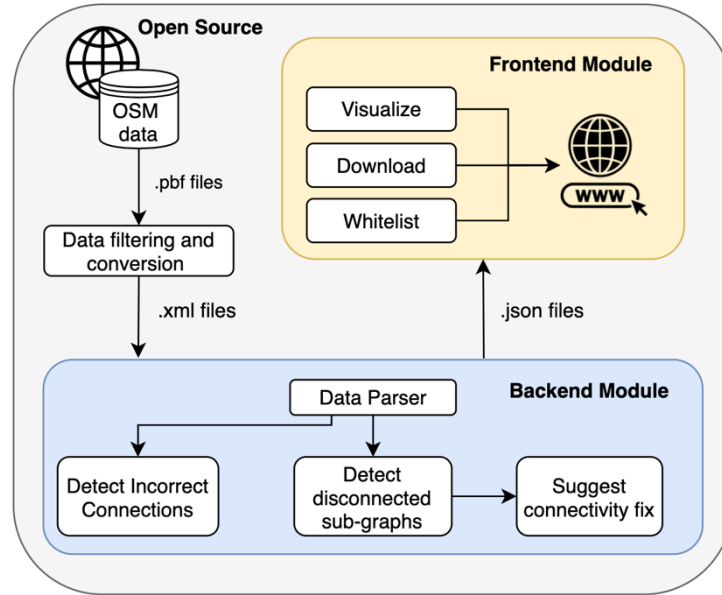 Open Source
OSM
data
.pbf files
Data filtering and
conversion
.xml files
Frontend Module
Visualize
Download
Whitelist
WWW
.json files
Backend Module
Data Parser
Detect Incorrect
Connections
Detect
disconnected
sub-graphs
Suggest
connectivity fix